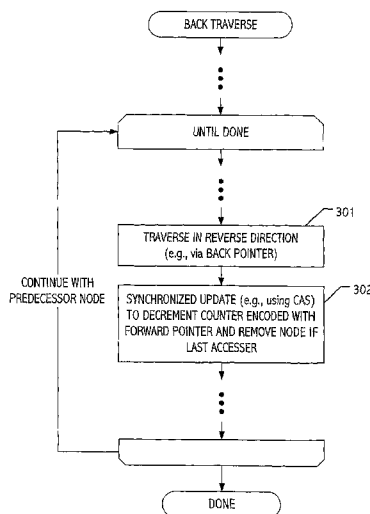 BACK TRAVERSE
UNTIL DONE
301
TRAVERSE IN REVERSE DIRECTION
(e.g., via BACK POINTER)
CONTINUE WITH
PREDECESSOR NODE
302
SYNCHRONIZED UPDATE (e.g., using CAS)
TO DECREMENT COUNTER ENCODED WITH
FORWARD POINTER AND REMOVE NODE IF
LAST ACCESSER
DONE